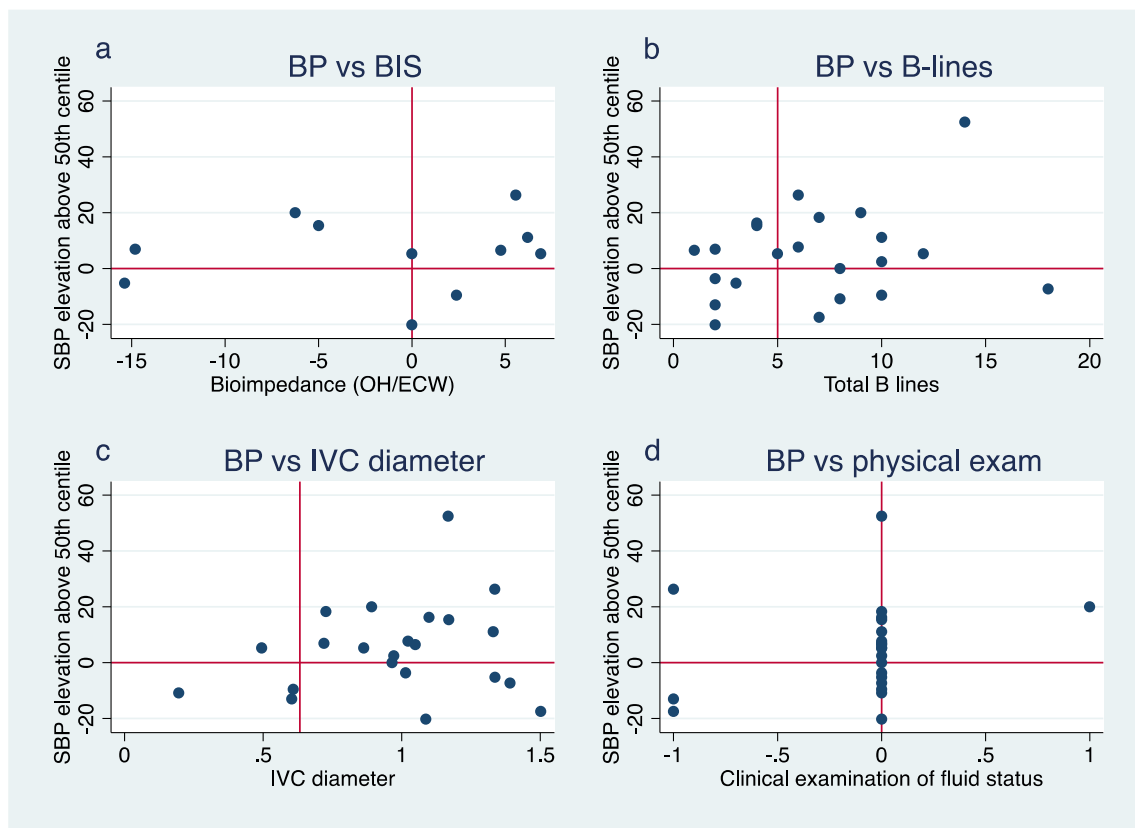 a
BP vs BIS
SBP elevation above 50th centile
60
40
20
0
-20
-15
-10
-5
0
5
Bioimpedance (OH/ECW)
b
BP vs B-lines
SBP elevation above 50th centile
60
40
20
0
-20
0
5
10
15
20
Total B lines
c
BP vs IVC diameter
SBP elevation above 50th centile
60
40
20
0
-20
0
.5
1
1.5
IVC diameter
d
BP vs physical exam
SBP elevation above 50th centile
60
40
20
0
-20
-1
-.5
0
.5
1
Clinical examination of fluid status